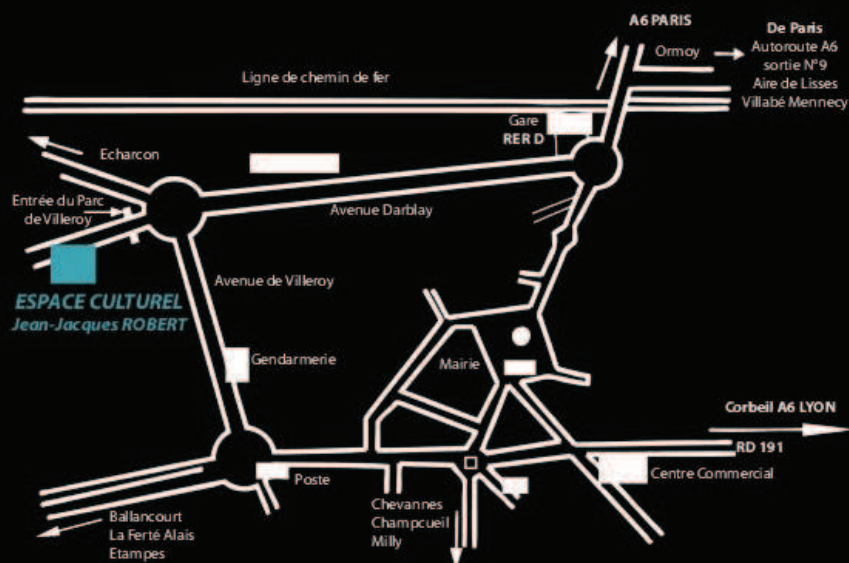 A6 PARIS
De Paris
Autoroute A6
sortie N°9
Aire de Lisses
Villabé Mennecy
Ormoy
Ligne de chemin de fer
Gare
RER D
Echarcon
Entrée du Parc
de Villeroy
Avenue Darblay
Avenue de Villeroy
ESPACE CULTUREL
Jean-Jacques ROBERT
Gendarmerie
Mairie
Corbeil A6 LYON
RD 191
Centre Commercial
Poste
Chevannes
Champcueil
Milly
Ballancourt
La Ferté Alais
Etampes